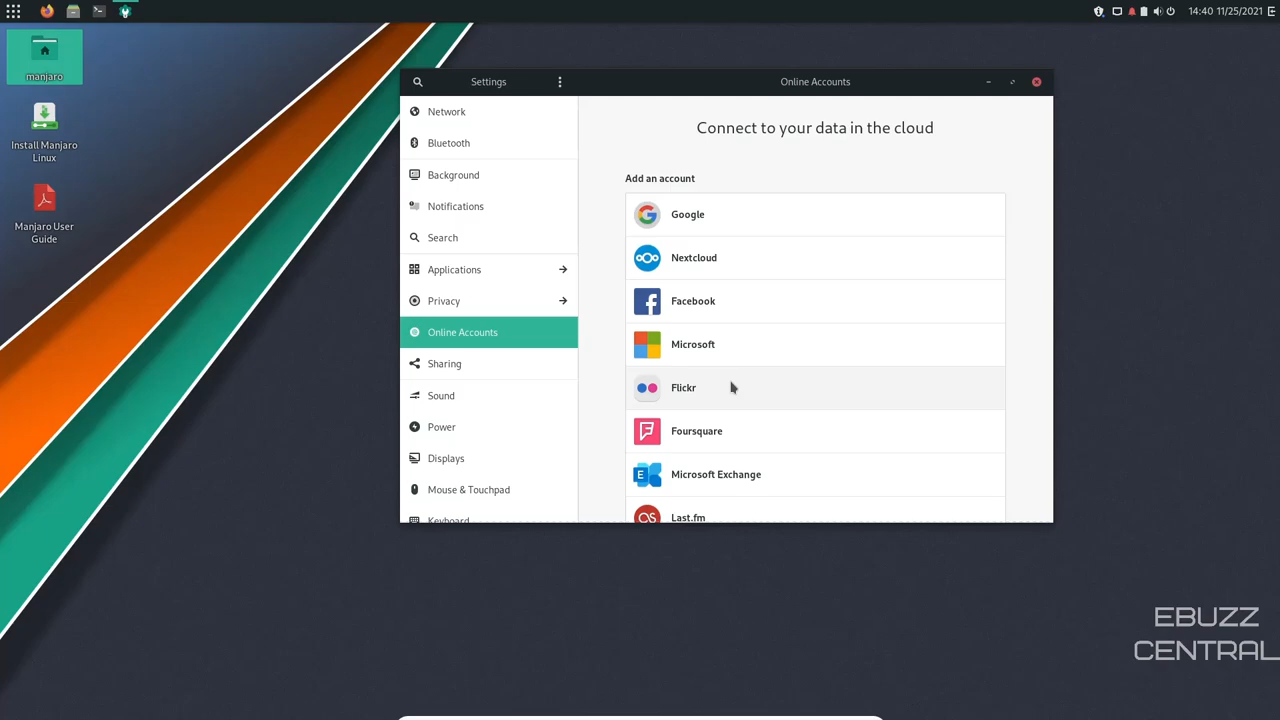 14:40 11/25/2021
manjaro
Install Manjaro
Linux
Manjaro User
Guide
Settings
Online Accounts
Network
Bluetooth
Background
Notifications
Search
Applications
Privacy
Online Accounts
Sharing
Sound
Power
Displays
Mouse & Touchpad
Keyboard
Connect to your data in the cloud
Add an account
Google
Nextcloud
Facebook
Microsoft
Flickr
Foursquare
Microsoft Exchange
Last.fm
EBUZZ
CENTRAL